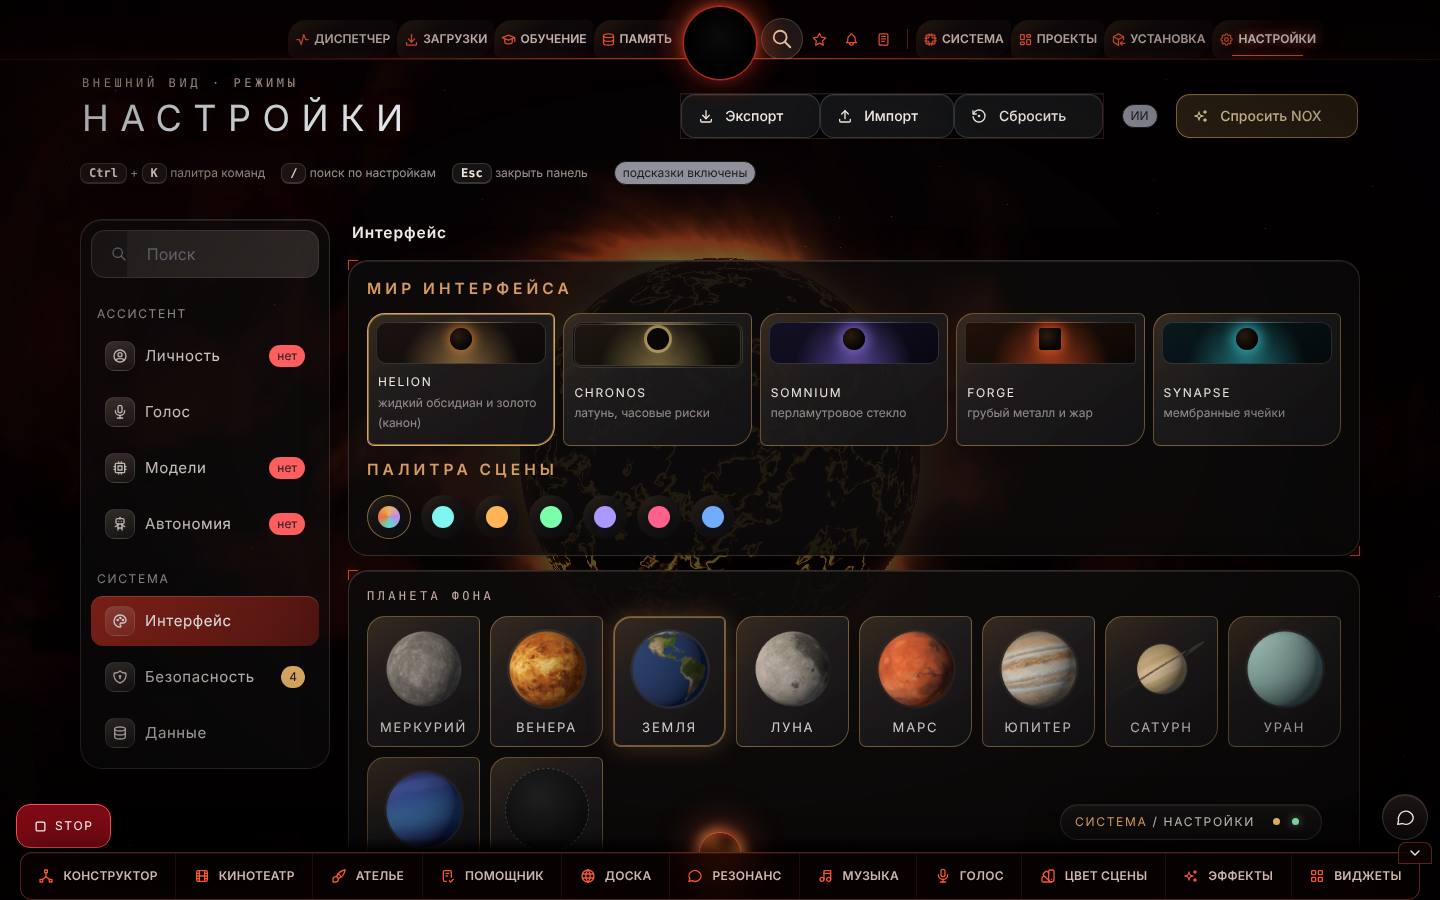 ДИСПЕТЧЕР ЗАГРУЗКИ ОБУЧЕНИЕ ПАМЯТЬ СИСТЕМА ПРОЕКТЫ УСТАНОВКА НАСТРОЙКИ
ВНЕШНИЙ ВИД · РЕЖИМЫ
НАСТРОЙКИ
Экспорт Импорт Сбросить ИИ Спросить NOX
Ctrl + K палитра команд / поиск по настройкам Esc закрыть панель подсказки включены
Поиск
АССИСТЕНТ
Личность нет
Голос
Модели нет
Автономия нет
СИСТЕМА
Интерфейс
Безопасность 4
Данные
Интерфейс
МИР ИНТЕРФЕЙСА
HELION
жидкий обсидиан и золото
(канон)
CHRONOS
латунь, часовые риски
SOMNIUM
перламутровое стекло
FORGE
грубый металл и жар
SYNAPSE
мембранные ячейки
ПАЛИТРА СЦЕНЫ
ПЛАНЕТА ФОНА
МЕРКУРИЙ ВЕНЕРА ЗЕМЛЯ ЛУНА МАРС ЮПИТЕР САТУРН УРАН
STOP
СИСТЕМА / НАСТРОЙКИ
КОНСТРУКТОР КИНОТЕАТР АТЕЛЬЕ ПОМОЩНИК ДОСКА РЕЗОНАНС МУЗЫКА ГОЛОС ЦВЕТ СЦЕНЫ ЭФФЕКТЫ ВИДЖЕТЫ